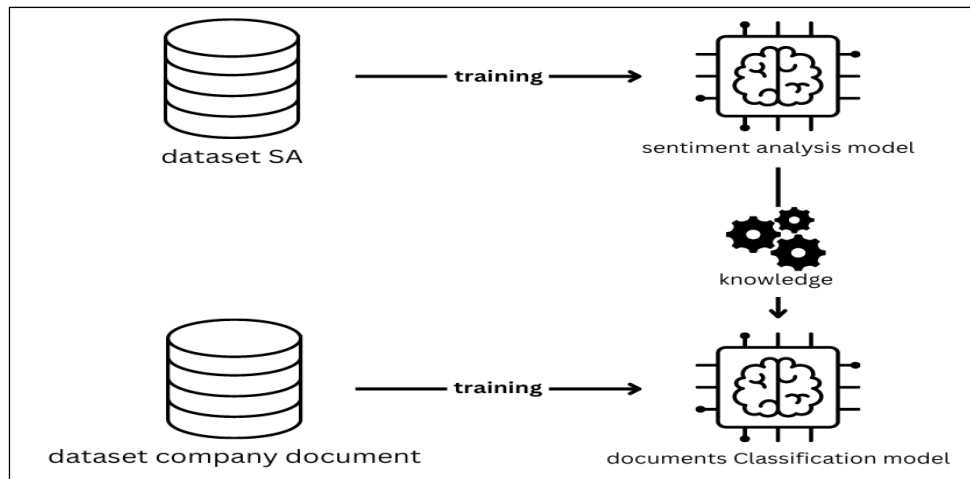 training
dataset SA
sentiment analysis model
knowledge
training
dataset company document
documents Classification model